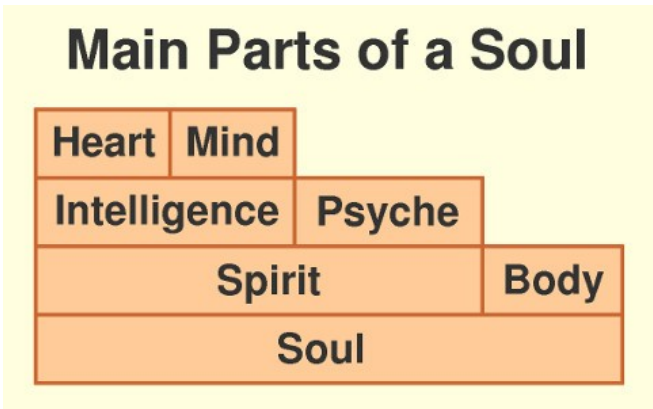 Main Parts of a Soul
Heart Mind
Intelligence Psyche
Spirit Body
Soul